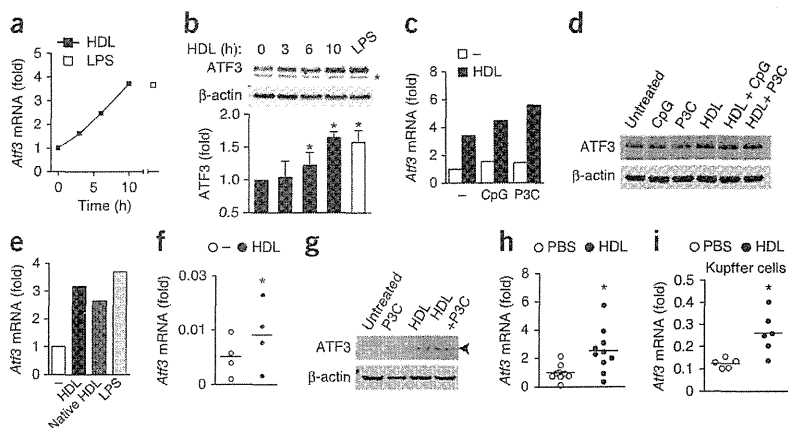 a
HDL
LPS
Atf3 mRNA (fold)
5
4
3
2
1
0
0
5
10
Time (h)
b
HDL (h): 0 3 6 10 LPS
ATF3
*
β-actin
ATF3 (fold)
2.0
1.5
1.0
0.5
* * *
c
–
HDL
Atf3 mRNA (fold)
8
6
4
2
0
– CpG P3C
d
Untreated CpG P3C HDL HDL + CpG HDL+ P3C
ATF3
β-actin
e
Atf3 mRNA (fold)
4
3
2
1
0
– HDL Native HDL LPS
f
– HDL
Atf3 mRNA (fold)
0.03
0.01
0
*
g
Untreated P3C HDL HDL +P3C
ATF3
β-actin
h
PBS HDL
Atf3 mRNA (fold)
8
6
4
2
0
*
i
PBS HDL
Kupffer cells
Atf3 mRNA (fold)
0.5
0.4
0.3
0.2
0.1
0
*